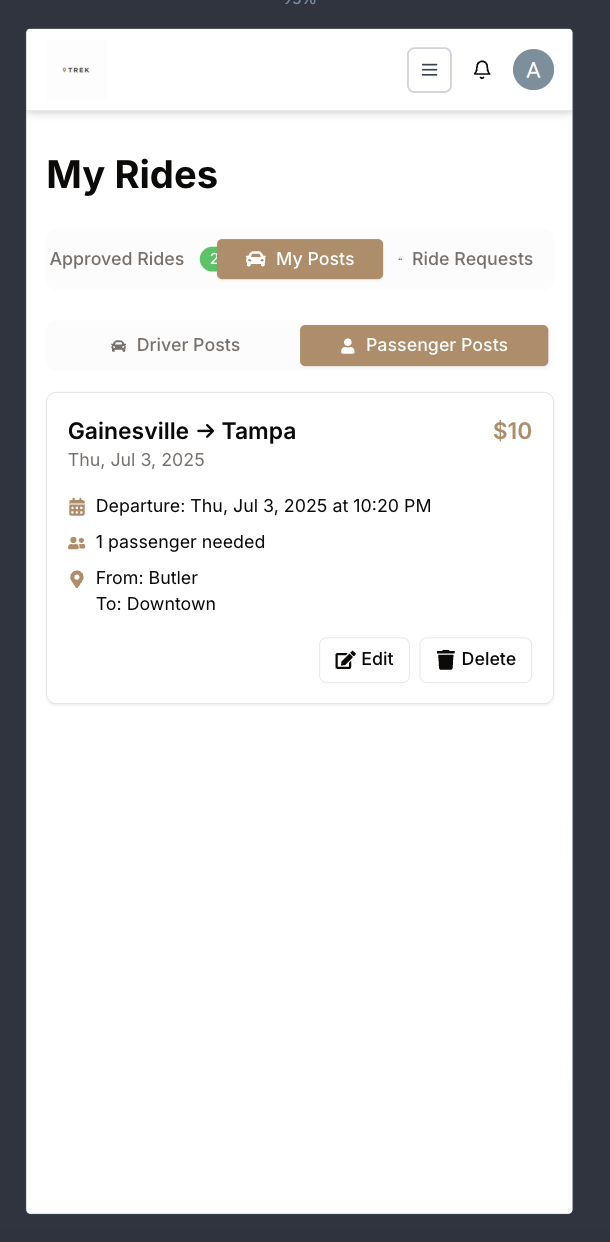 TREK
A
My Rides
Approved Rides 2 My Posts Ride Requests
Driver Posts Passenger Posts
Gainesville → Tampa $10
Thu, Jul 3, 2025
Departure: Thu, Jul 3, 2025 at 10:20 PM
1 passenger needed
From: Butler
To: Downtown
Edit Delete